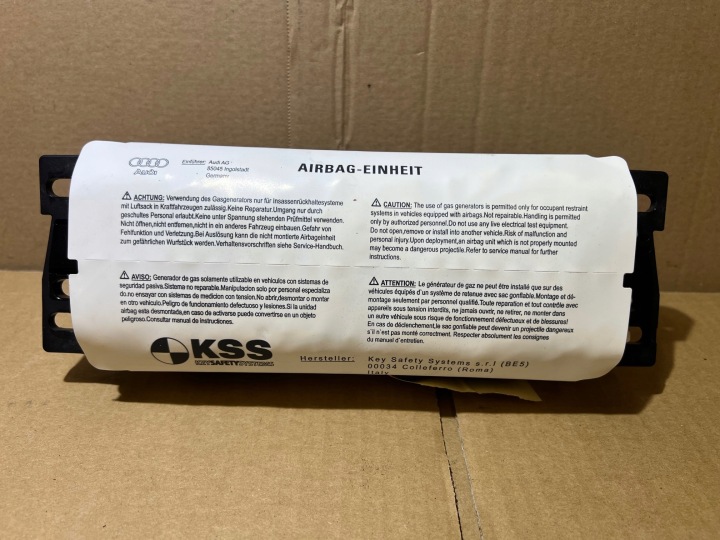 Audi
Einführer: Audi AG
85045 Ingolstadt
Germany
AIRBAG-EINHEIT
ACHTUNG: Verwendung des Gasgenerators nur für Insassenrückhaltesysteme
mit Luftsack in Kraftfahrzeugen zulässig.Keine Reparatur.Umgang nur durch
geschultes Personal erlaubt.Keine unter Spannung stehenden Prüfmittel verwenden.
Nicht öffnen,nicht entfernen,nicht in ein anderes Fahrzeug einbauen.Gefahr von
Fehlfunktion und Verletzung.Bei Auslösung kann die nicht montierte Airbageinheit
zum gefährlichen Wurfstück werden.Verhaltensvorschriften siehe Service-Handbuch.
CAUTION: The use of gas generators is permitted only for occupant restraint
systems in vehicles equipped with airbags.Not repairable.Handling is permitted
only by authorized personnel.Do not use any live electrical test equipment.
Do not open,remove or install into another vehicle.Risk of malfunction and
personal injury.Upon deployment,an airbag unit which is not properly mounted
may become a dangerous projectile.Refer to service manual for further
instructions.
AVISO: Generador de gas solamente utilizable en vehículos con sistemas de
seguridad pasiva.Sistema no reparable.Manipulacion solo por personal especializa
do.no ensayar con sistemas de medicion con tension.No abrir,desmontar o montar
en otro vehículo.Peligro de funcionamiento defectuoso y lesiones.Si la unidad
airbag esta desmontada,en caso de activarse puede convertirse en un objeto
peligroso.Consultar manual de instrucciones.
ATTENTION: Le générateur de gaz ne peut être installé que sur des
véhicules équipés d'un système de retenue avec sac gonflable.Montage et dé-
montage seulement par personnel qualifié.Toute reparation et tout contrôle avec
appareils sous tension interdits, ne jamais ouvrir, ne retirer, ne monter dans
un autre véhicule sous risque de fonctionnement défectueux et de blessures!
En cas de déclenchement,le sac gonflable peut devenir un projectile dangereux
s'il n'est pas monté correctement. Respecter absolument les consignes
du manuel d'entretien.
KSS
KEYSAFETYSYSTEMS
Hersteller: Key Safety Systems s.r.l (BE5)
00034 Colleferro (Roma)
Italy